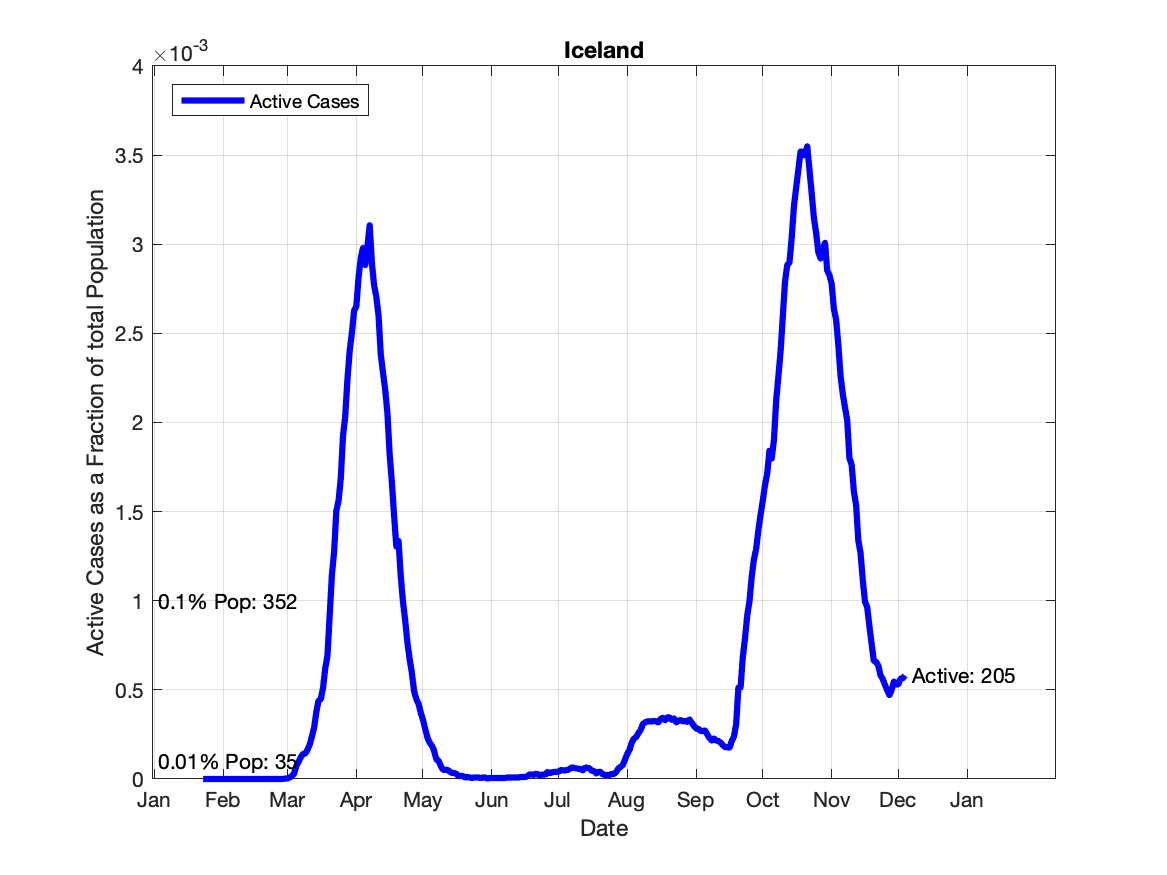 Iceland
×10-3
Active Cases
4
3.5
3
2.5
2
1.5
1
0.5
0
Active Cases as a Fraction of total Population
0.1% Pop: 352
0.01% Pop: 35
Active: 205
Jan Feb Mar Apr May Jun Jul Aug Sep Oct Nov Dec Jan
Date